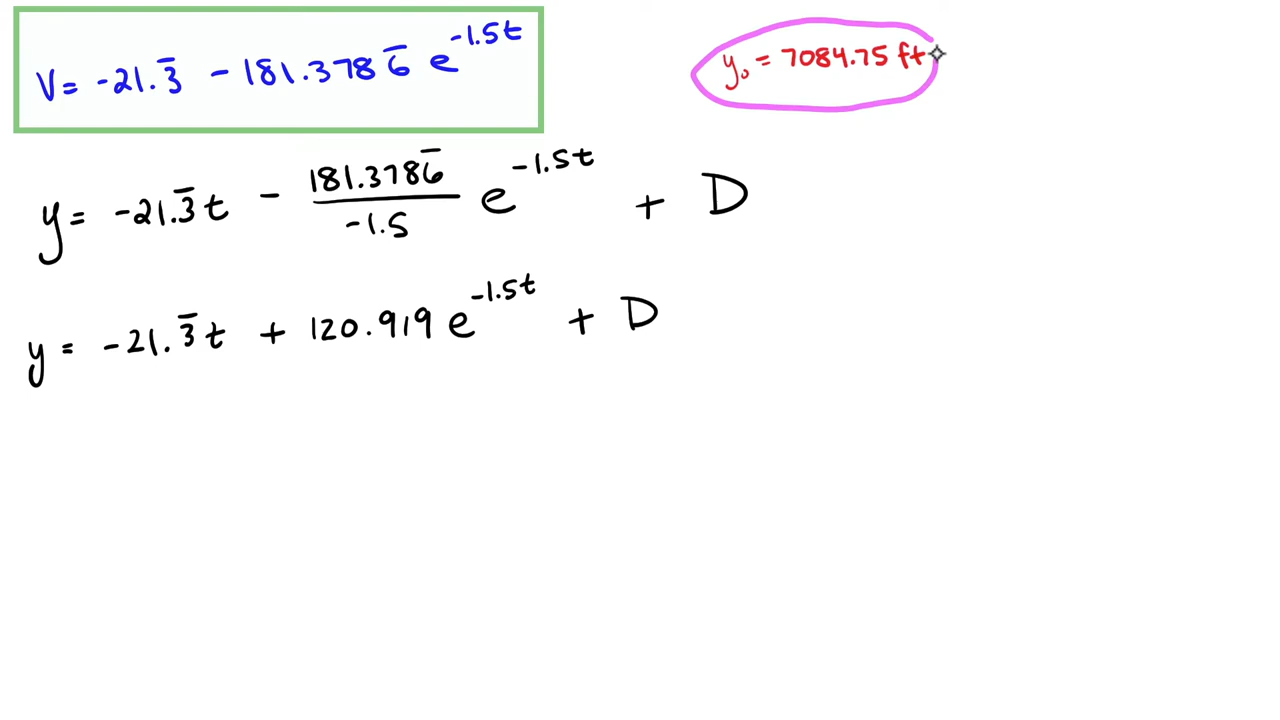 V = -21.3̅ - 181.3786̅ e^{-1.5t}
y₀ = 7084.75 ft
y = -21.3̅t - \frac{181.3786̅}{-1.5} e^{-1.5t} + D
y = -21.3̅t + 120.919 e^{-1.5t} + D